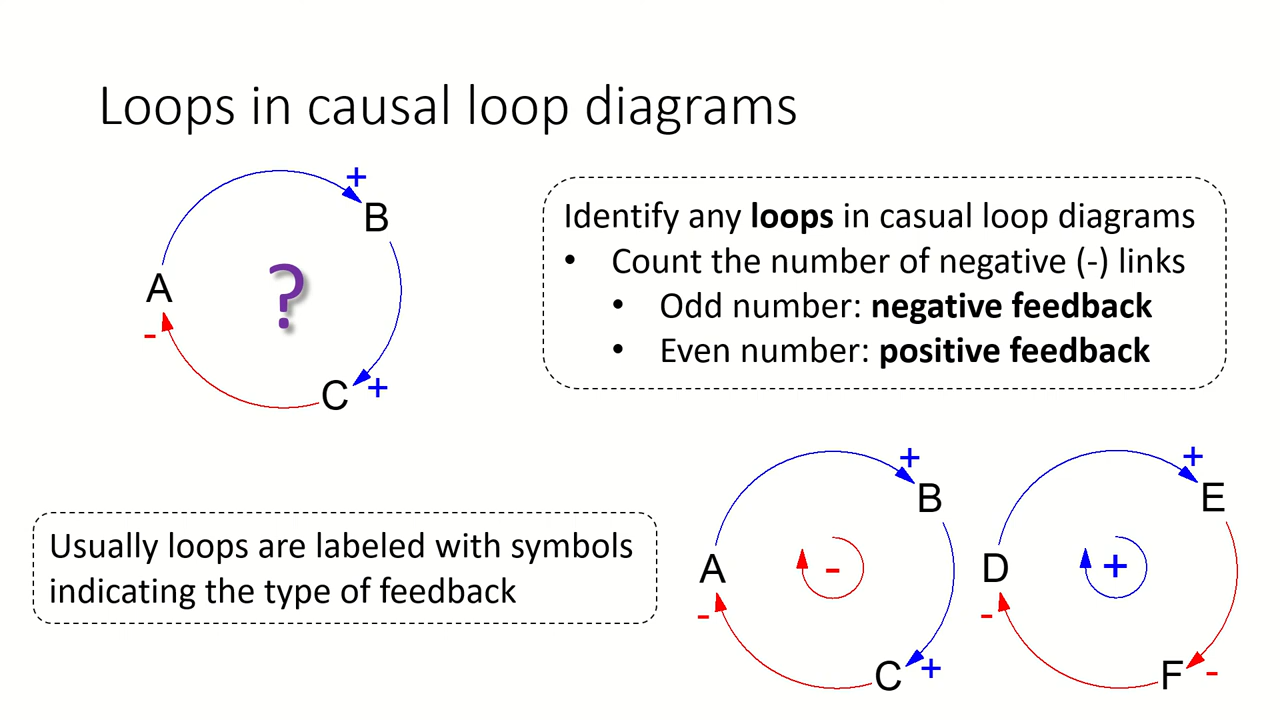 Loops in causal loop diagrams
+
B
A
?
-
C
+
Identify any loops in casual loop diagrams
• Count the number of negative (-) links
• Odd number: negative feedback
• Even number: positive feedback
Usually loops are labeled with symbols
indicating the type of feedback
+
B
A
-
-
C
+
+
E
D
+
-
F
-